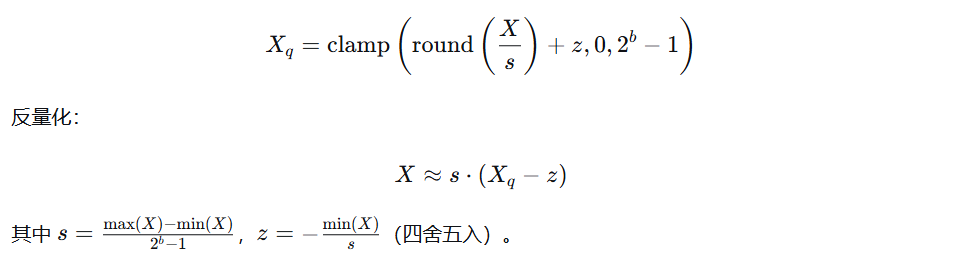 X_q = clamp(round(X/s) + z, 0, 2^b − 1)
反量化：
X ≈ s · (X_q − z)
其中 s = max(X)−min(X)/2^b−1，z = −min(X)/s（四舍五入）。